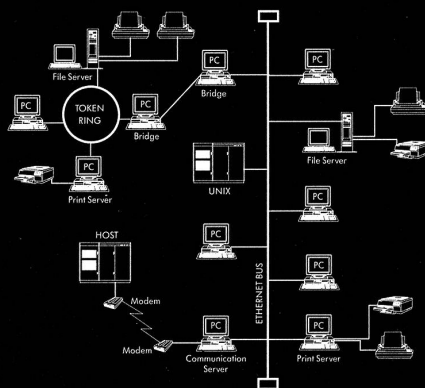 File Server
PC
PC
PC
TOKEN
RING
PC
Bridge
Bridge
PC
File Server
PC
Print Server
UNIX
PC
HOST
PC
PC
ETHERNET BUS
Modem
Modem
PC
Communication
Server
PC
Print Server